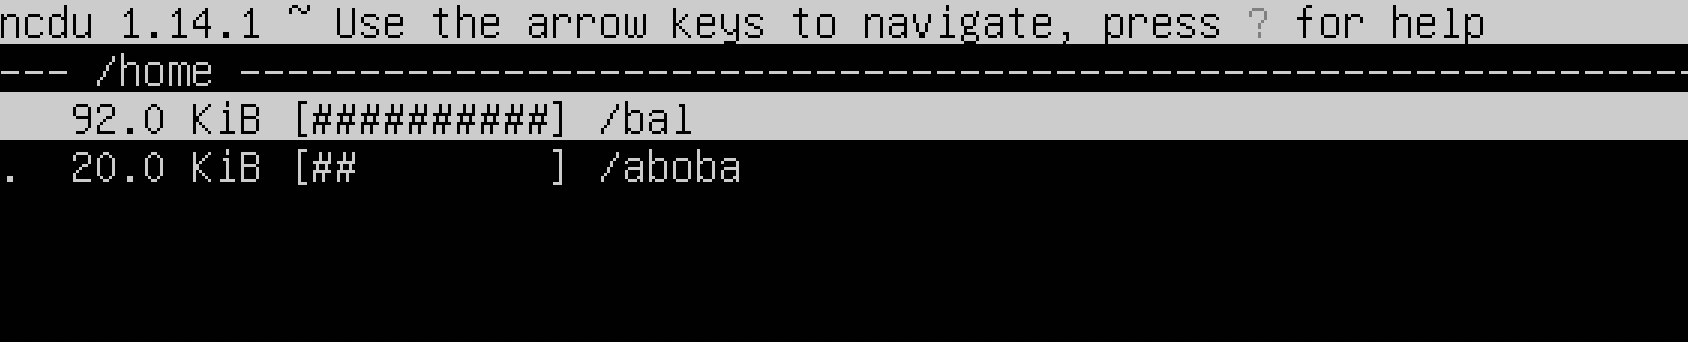 ncdu 1.14.1 ~ Use the arrow keys to navigate, press ? for help
--- /home -------------------------------------------------------------
   92.0 KiB [##########] /bal
.  20.0 KiB [##        ] /aboba